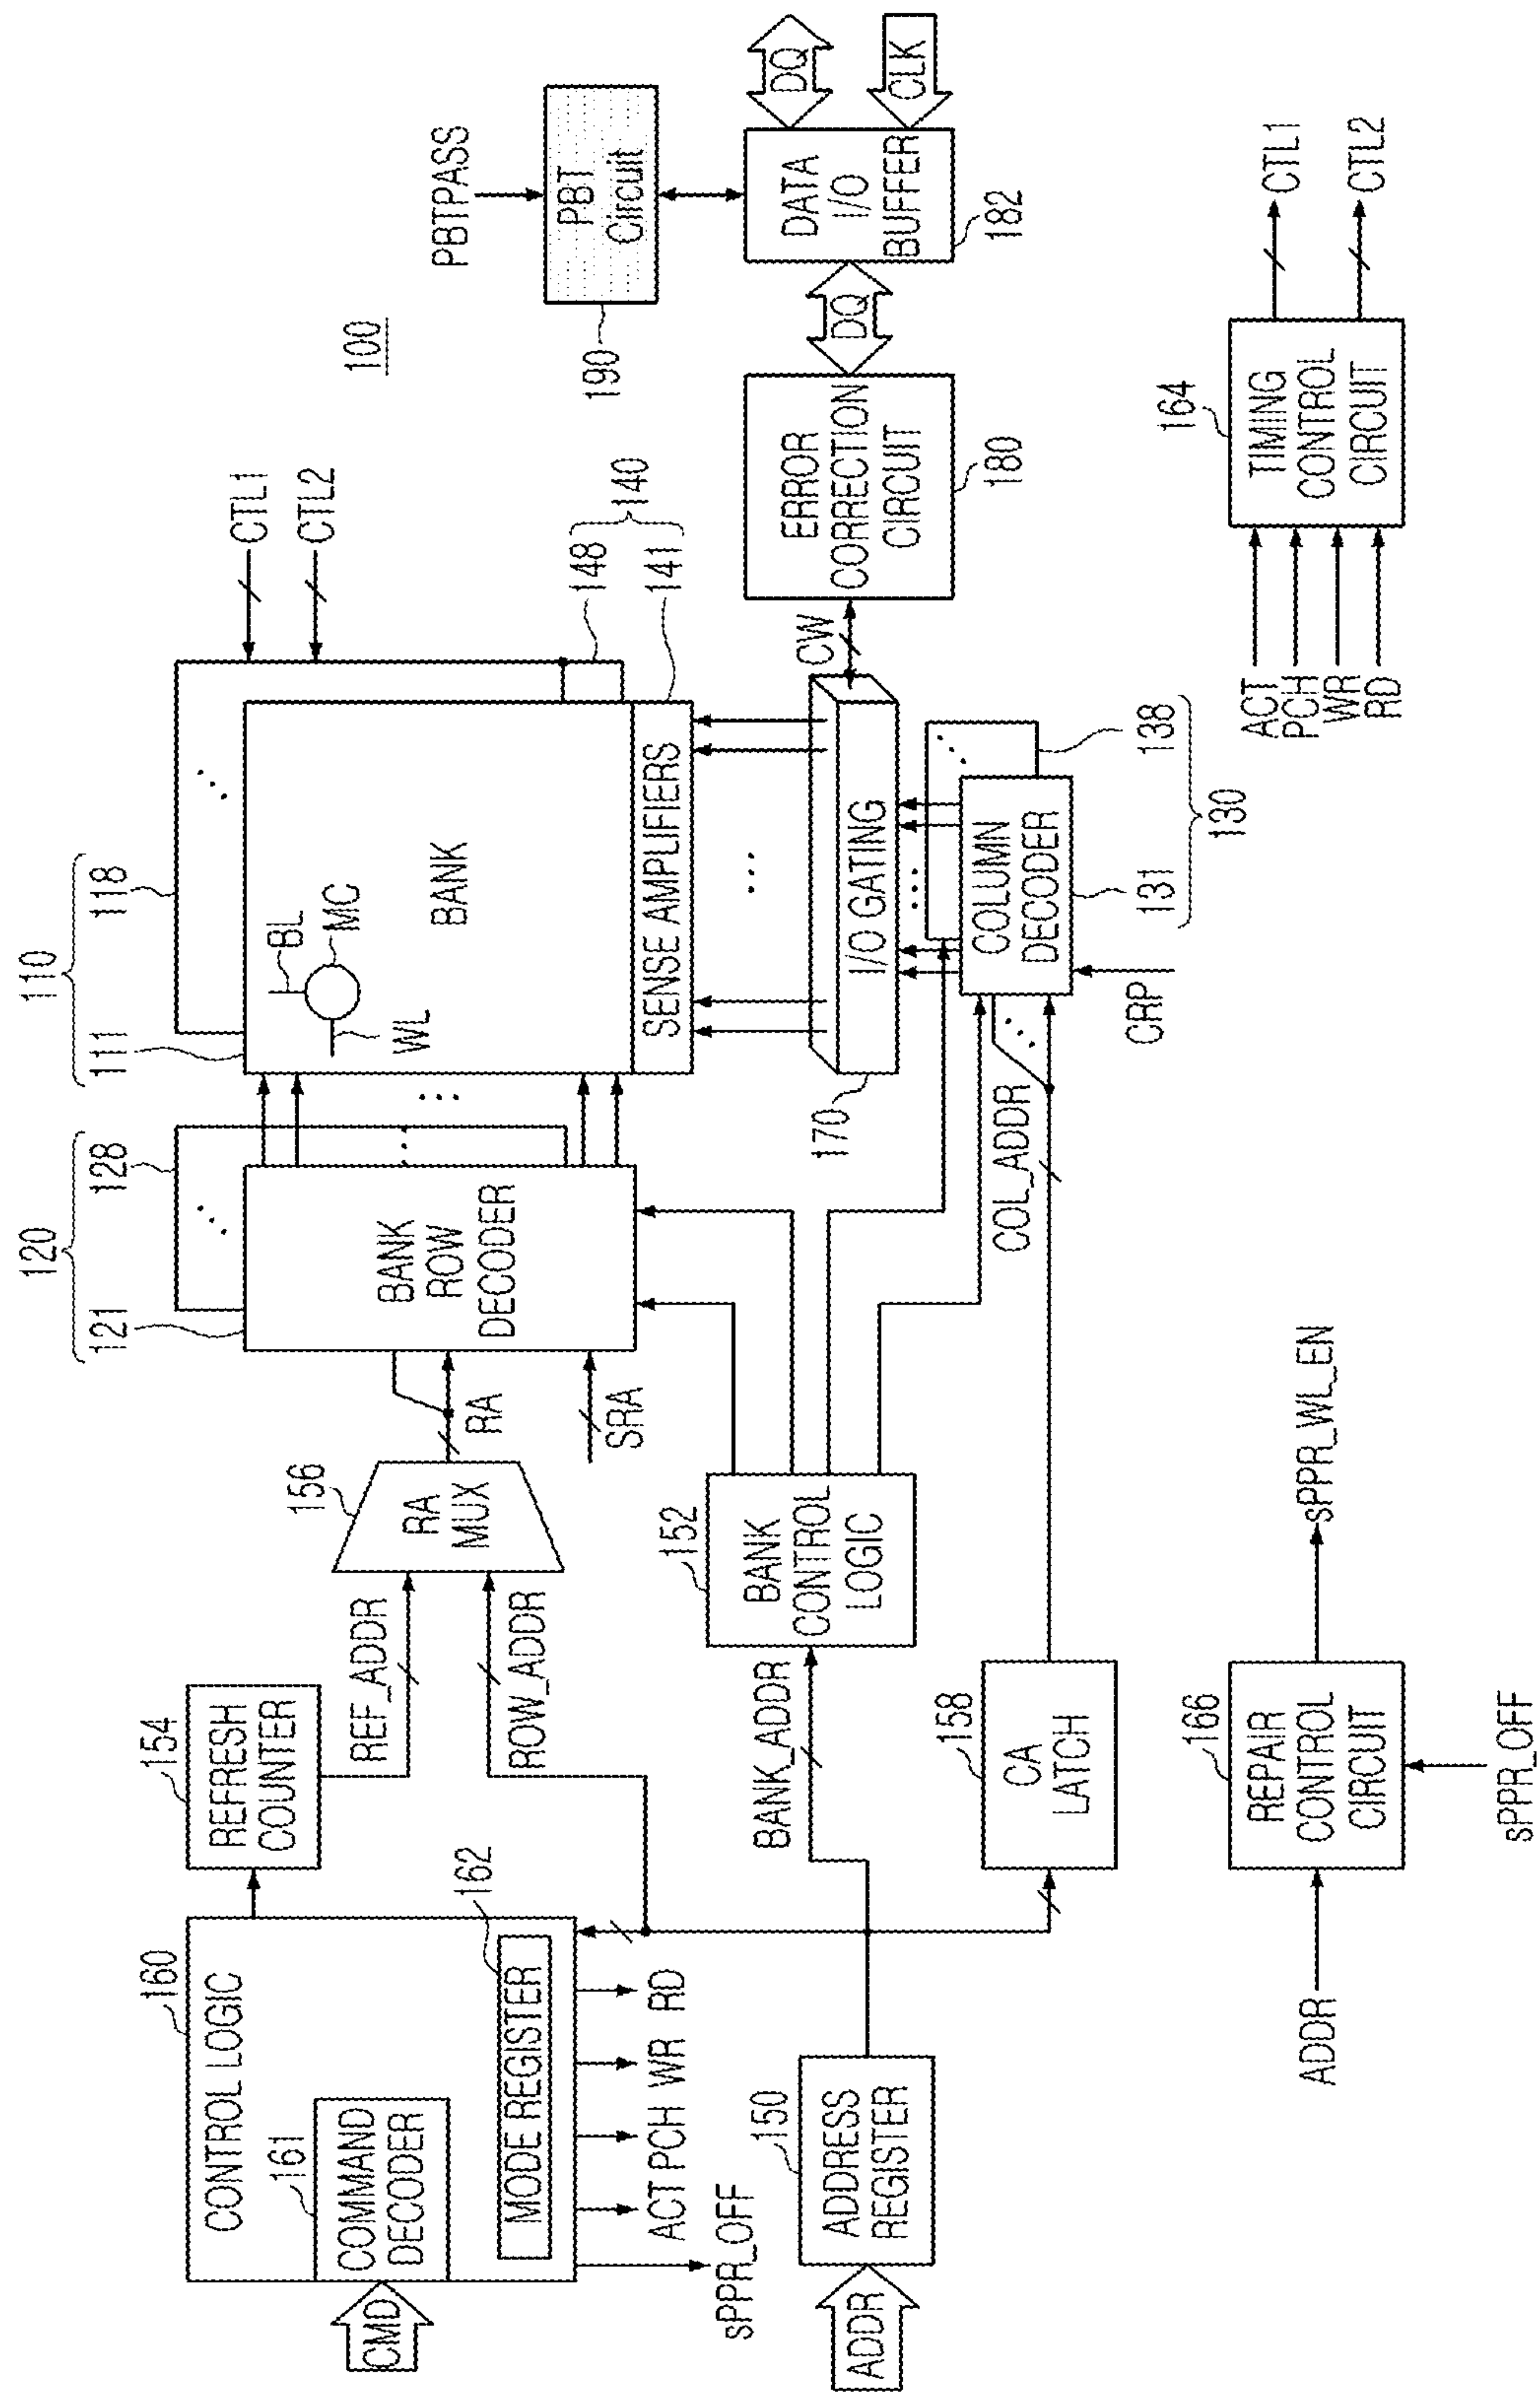 100
CMD
160
CONTROL LOGIC
161
COMMAND
DECODER
162
MODE REGISTER
sPPR_OFF
ACT
PCH
WR
RD
154
REFRESH
COUNTER
REF_ADDR
ROW_ADDR
156
RA
MUX
RA
SRA
120
121
128
BANK
ROW
DECODER
110
111
118
BL
MC
WL
BANK
SENSE AMPLIFIERS
CTL1
CTL2
148
141
140
ADDR
150
ADDRESS
REGISTER
BANK_ADDR
152
BANK
CONTROL
LOGIC
158
CA
LATCH
COL_ADDR
170
I/O GATING
CW
COLUMN
DECODER
CRP
131
138
130
ERROR
CORRECTION
CIRCUIT
180
DQ
DATA
I/O
BUFFER
182
DQ
CLK
PBTPASS
PBT
Circuit
190
ADDR
166
REPAIR
CONTROL
CIRCUIT
sPPR_WL_EN
sPPR_OFF
ACT
PCH
WR
RD
164
TIMING
CONTROL
CIRCUIT
CTL1
CTL2